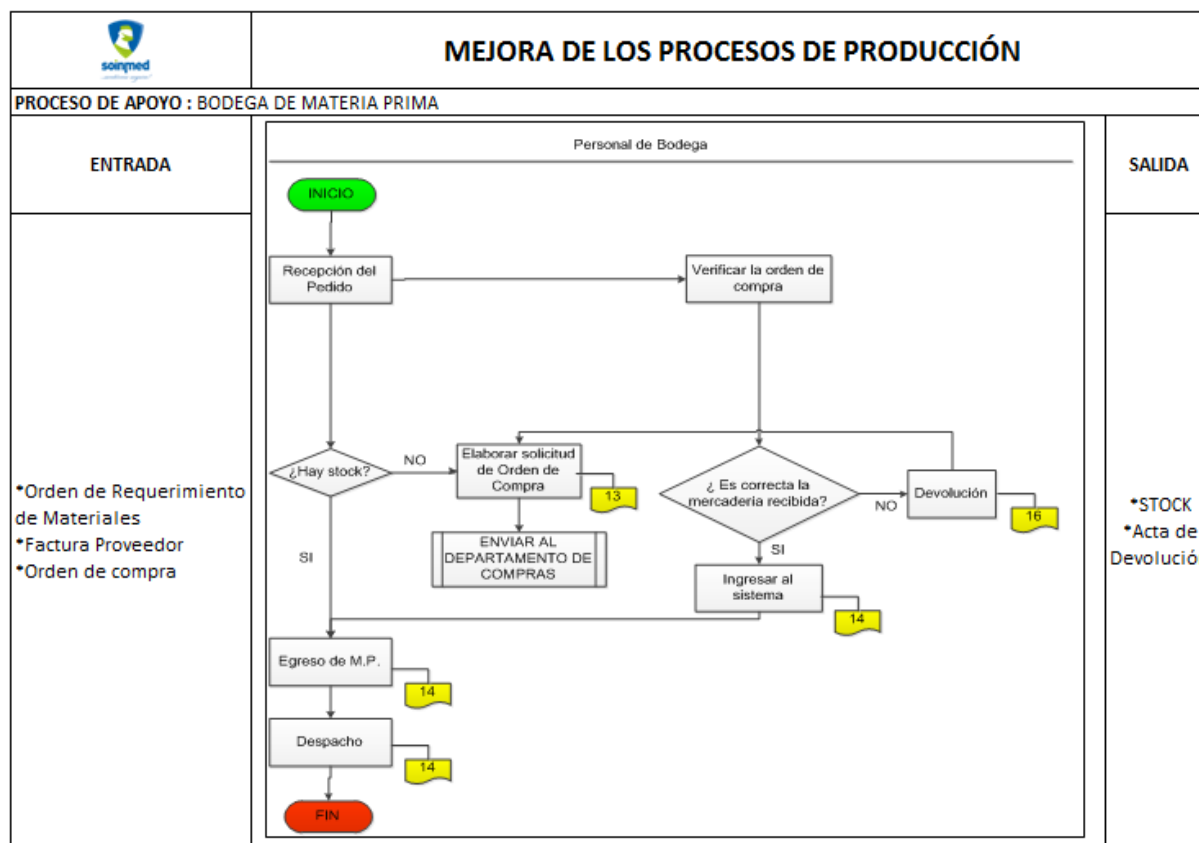 soinmed
MEJORA DE LOS PROCESOS DE PRODUCCIÓN
PROCESO DE APOYO : BODEGA DE MATERIA PRIMA
ENTRADA
Personal de Bodega
SALIDA
INICIO
Recepción del
Pedido
Verificar la orden de
compra
¿Hay stock?
NO
Elaborar solicitud
de Orden de
Compra
13
¿ Es correcta la
mercaderia recibida?
NO
Devolución
16
*Orden de Requerimiento
de Materiales
*Factura Proveedor
*Orden de compra
*STOCK
*Acta de
Devolució
SI
ENVIAR AL
DEPARTAMENTO DE
COMPRAS
SI
Ingresar al
sistema
14
Egreso de M.P.
14
Despacho
14
FIN